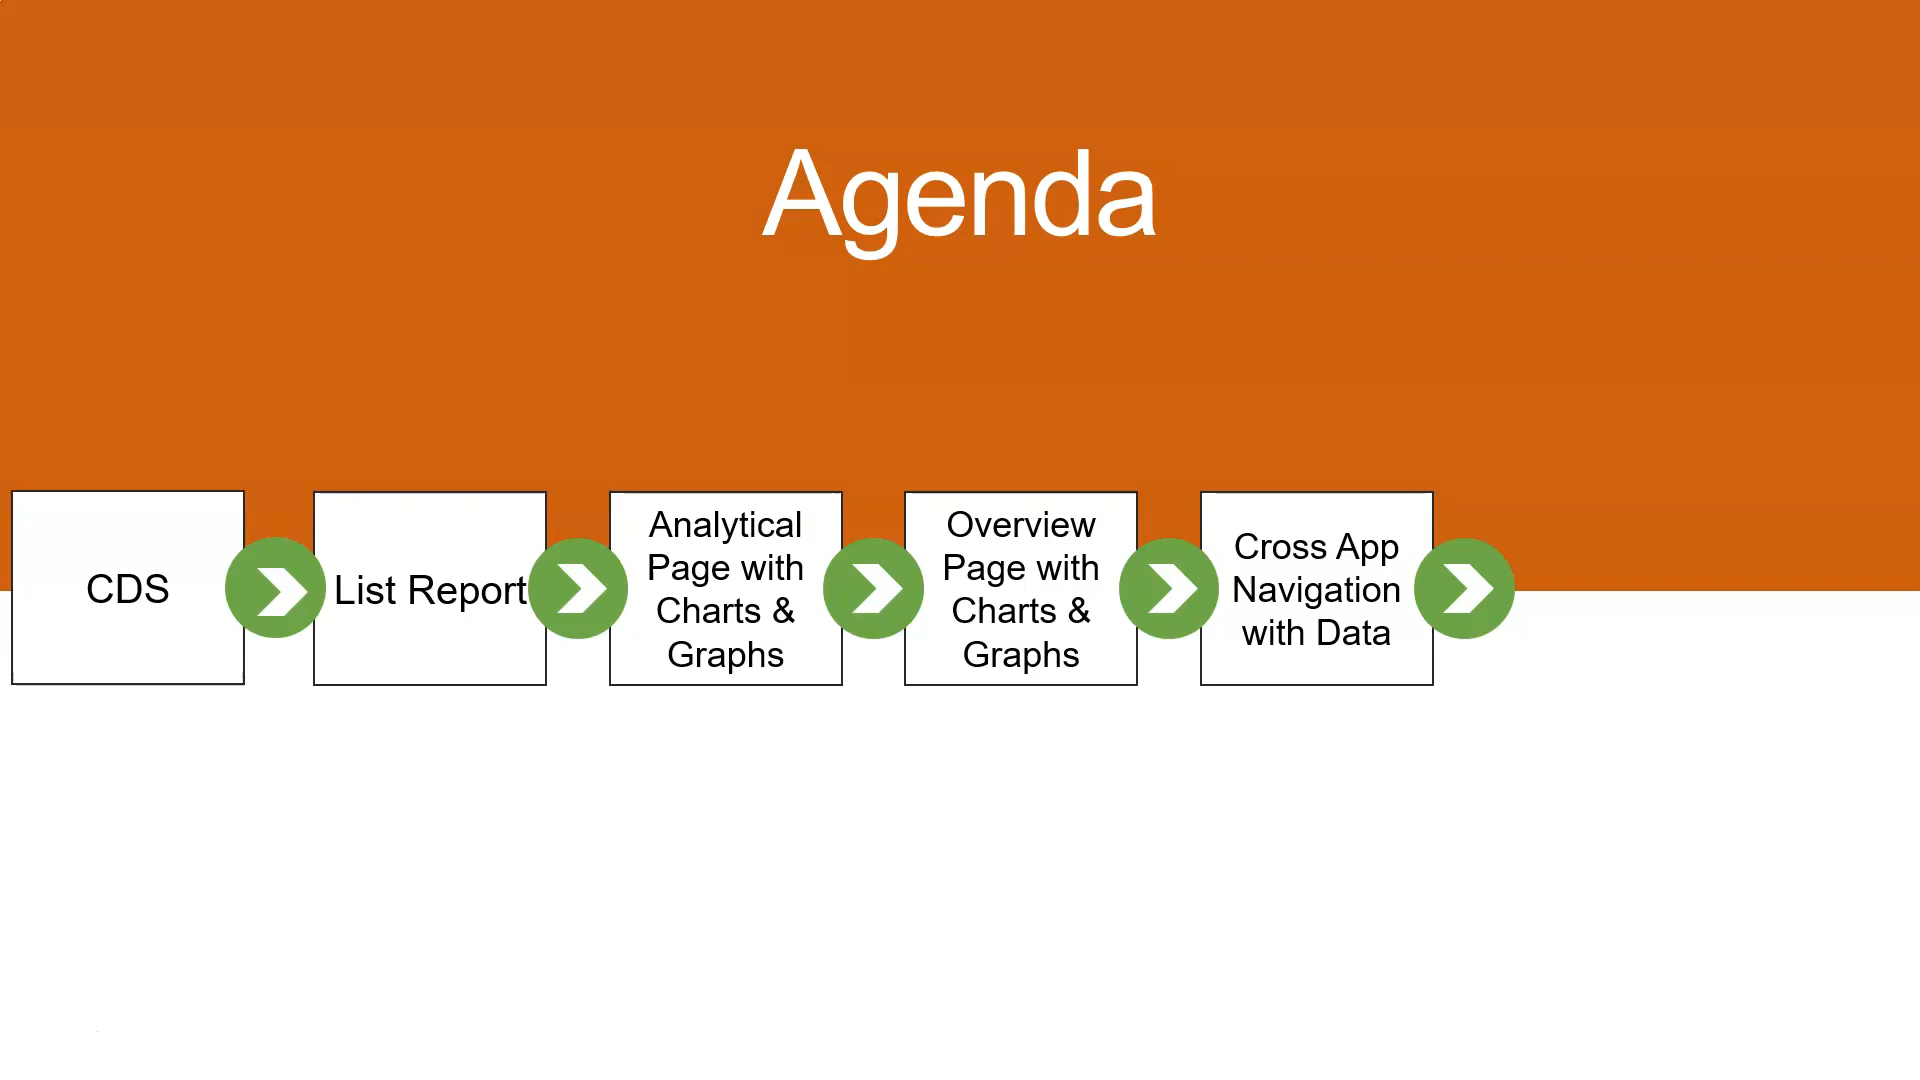 Agenda
CDS
List Report
Analytical
Page with
Charts &
Graphs
Overview
Page with
Charts &
Graphs
Cross App
Navigation
with Data